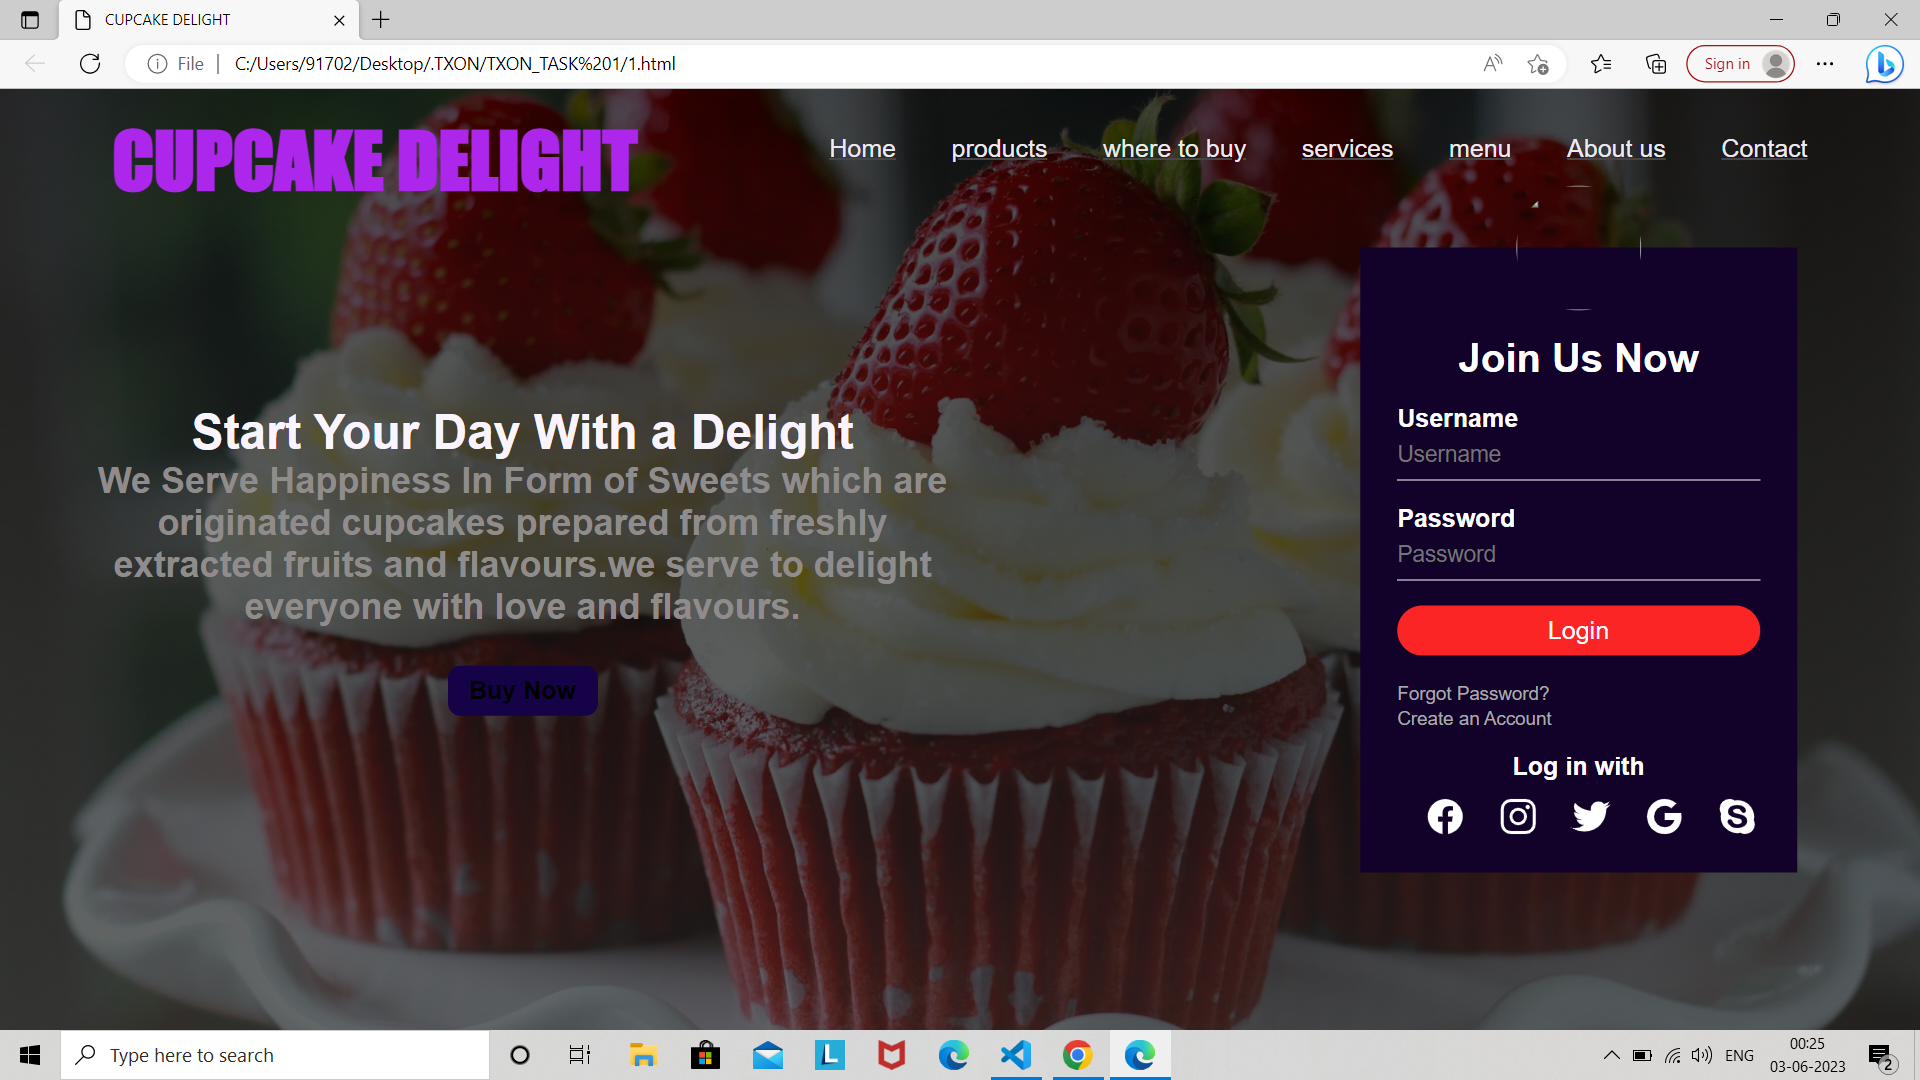 CUPCAKE DELIGHT
File
C:/Users/91702/Desktop/.TXON/TXON_TASK%201/1.html
Sign in
CUPCAKE DELIGHT
Home products where to buy services menu About us Contact
Start Your Day With a Delight
We Serve Happiness In Form of Sweets which are
originated cupcakes prepared from freshly
extracted fruits and flavours.we serve to delight
everyone with love and flavours.
Buy Now
Join Us Now
Username
Username
Password
Password
Login
Forgot Password?
Create an Account
Log in with
Type here to search
ENG
00:25
03-06-2023
2